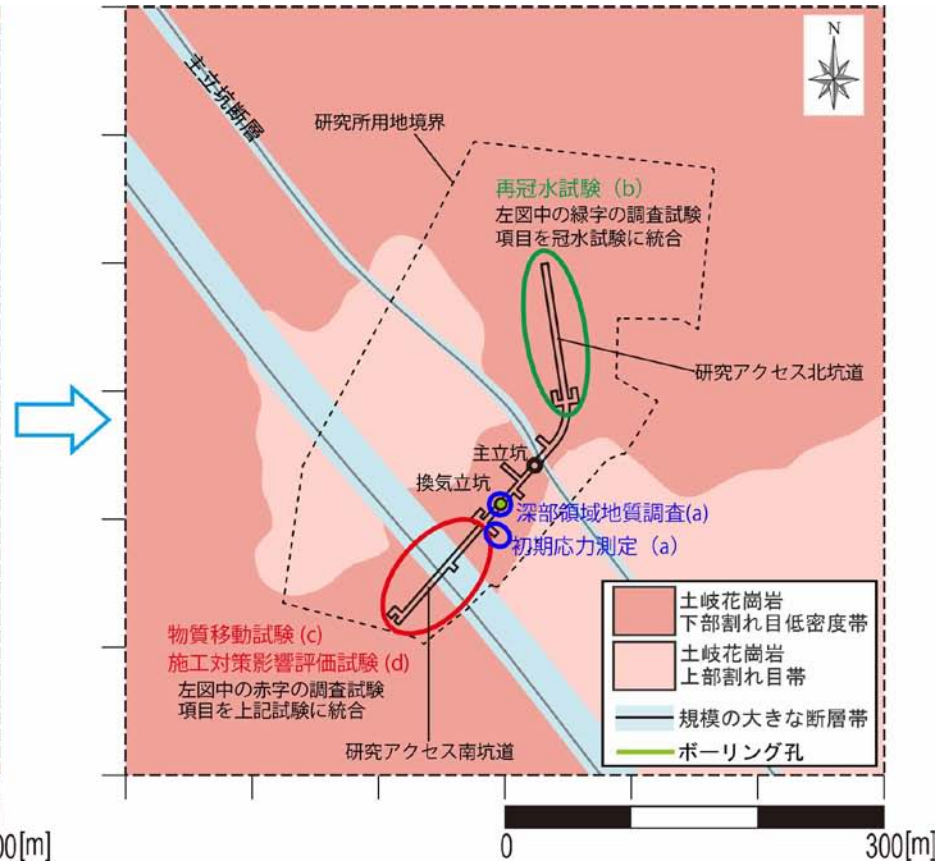 N
主立坑断層
研究所用地境界
再冠水試験（b）
左図中の緑字の調査試験
項目を冠水試験に統合
研究アクセス北坑道
主立坑
換気立坑
深部領域地質調査(a)
初期応力測定（a）
物質移動試験(c)
施工対策影響評価試験(d)
左図中の赤字の調査試験
項目を上記試験に統合
研究アクセス南坑道
土岐花崗岩
下部割れ目低密度帯
土岐花崗岩
上部割れ目帯
規模の大きな断層帯
ボーリング孔
00[m]
0
300[m]